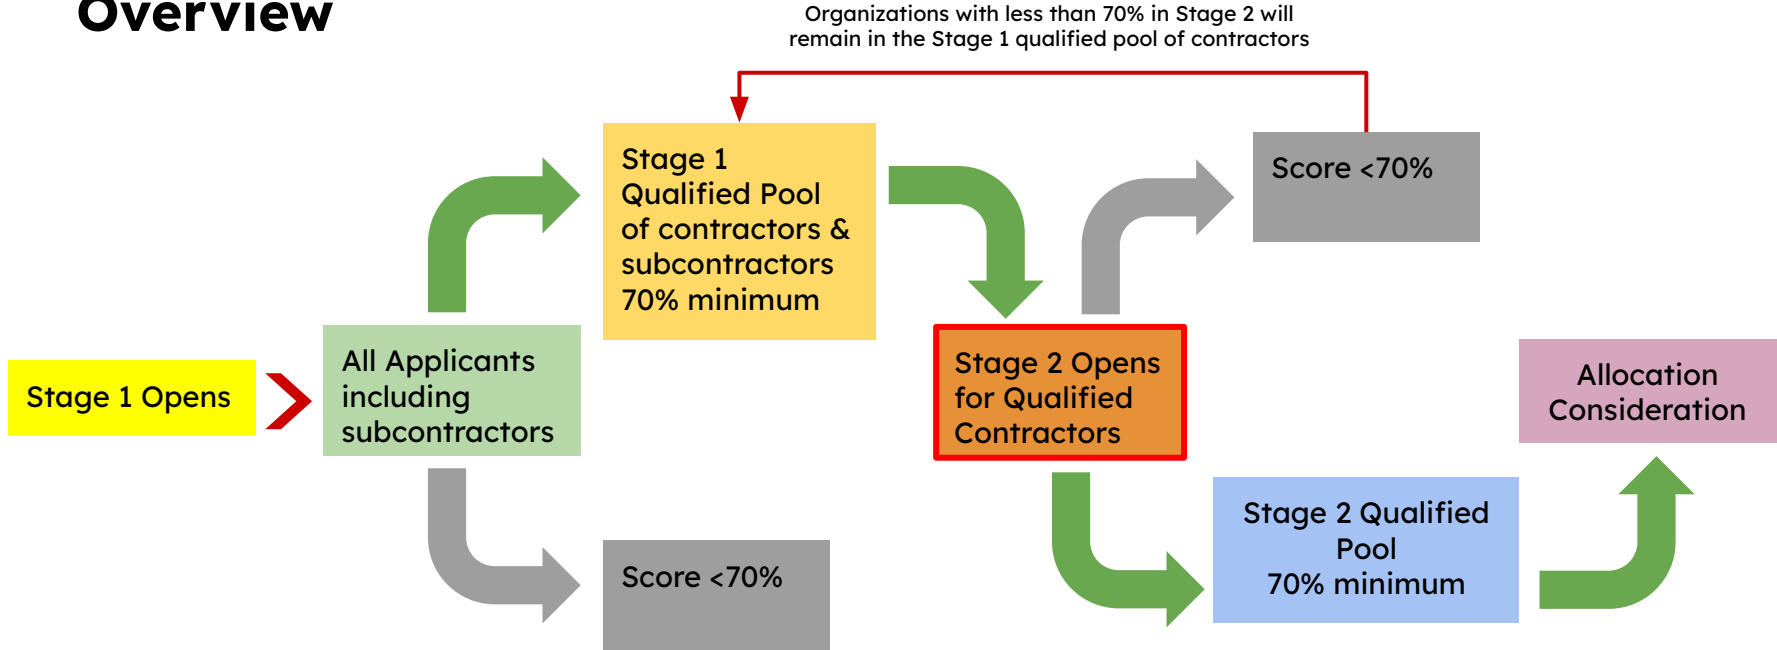 Overview
Organizations with less than 70% in Stage 2 will
remain in the Stage 1 qualified pool of contractors
Stage 1 Opens
All Applicants
including
subcontractors
Stage 1
Qualified Pool
of contractors &
subcontractors
70% minimum
Score <70%
Stage 2 Opens
for Qualified
Contractors
Score <70%
Stage 2 Qualified
Pool
70% minimum
Allocation
Consideration